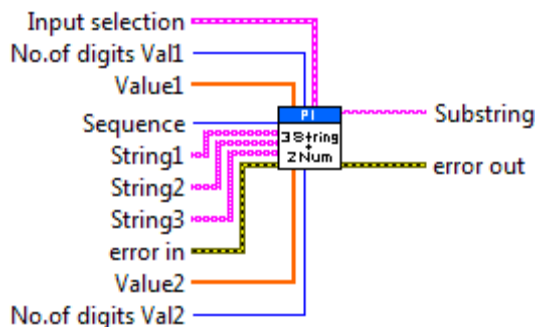 Input selection
No.of digits Val1
Value1
Sequence
String1
String2
String3
error in
Value2
No.of digits Val2
PI
3String
+
2Num
Substring
error out